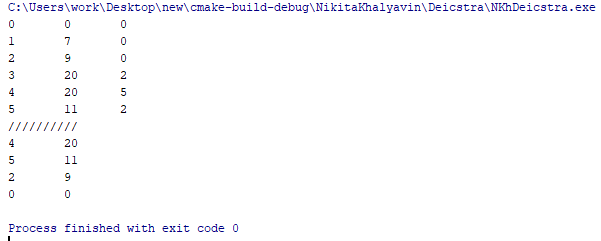 C:\Users\work\Desktop\new\cmake-build-debug\NikitaKhalyavin\Deicstra\NKhDeicstra.exe
0 0 0
1 7 0
2 9 0
3 20 2
4 20 5
5 11 2
//////////
4 20
5 11
2 9
0 0
Process finished with exit code 0